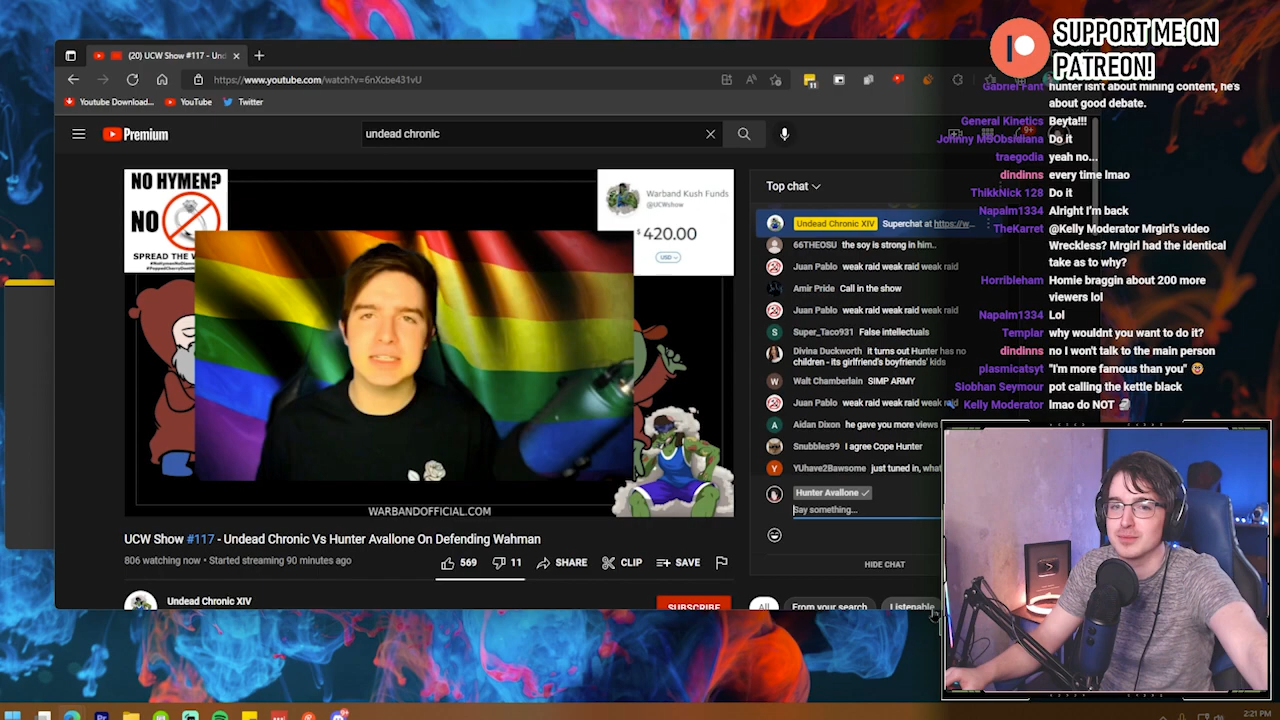 SUPPORT ME ON
PATREON!
(20) UCW Show #117 - Und
https://www.youtube.com/watch?v=6nXcbe431vU
11
Youtube Download...
YouTube
Twitter
Premium
undead chronic
9+
NO HYMEN?
NO
SPREAD THE W
Warband Kush Funds
@UCWshow
$ 420.00
USD
WARBANDOFFICIAL.COM
UCW Show #117 - Undead Chronic Vs Hunter Avallone On Defending Wahman
806 watching now • Started streaming 90 minutes ago
569
11
SHARE
CLIP
SAVE
Undead Chronic XIV
SUBSCRIBE
Top chat
Undead Chronic XIV Superchat at https://w...
66THEOSU the soy is strong in him..
Juan Pablo weak raid weak raid weak raid
Amir Pride Call in the show
Juan Pablo weak raid weak raid weak raid
Super_Taco931 False intellectuals
Divina Duckworth it turns out Hunter has no
children - its girlfriend's boyfriends' kids
Walt Chamberlain SIMP ARMY
Juan Pablo weak raid weak raid weak raid
Aidan Dixon he gave you more views
Snubbles99 I agree Cope Hunter
YUhave2Bawsome just tuned in, what
Hunter Avallone
Say something...
HIDE CHAT
All
From your search
Listenable
Gabriel Fant hunter isn't about mining content, he's
about good debate.
General Kinetics Beyta!!!
Johnny MSObsidiana Do it
traegodia yeah no...
dindinns every time lmao
ThikkNick 128 Do it
Napalm1334 Alright I'm back
TheKarret @Kelly Moderator Mrgirl's video
Wreckless? Mrgirl had the identical
take as to why?
Horribleham Homie braggin about 200 more
viewers lol
Napalm1334 Lol
Templar why wouldnt you want to do it?
dindinns no I won't talk to the main person
plasmicatsyt "I'm more famous than you"
Siobhan Seymour pot calling the kettle black
Kelly Moderator lmao do NOT
2:21 PM